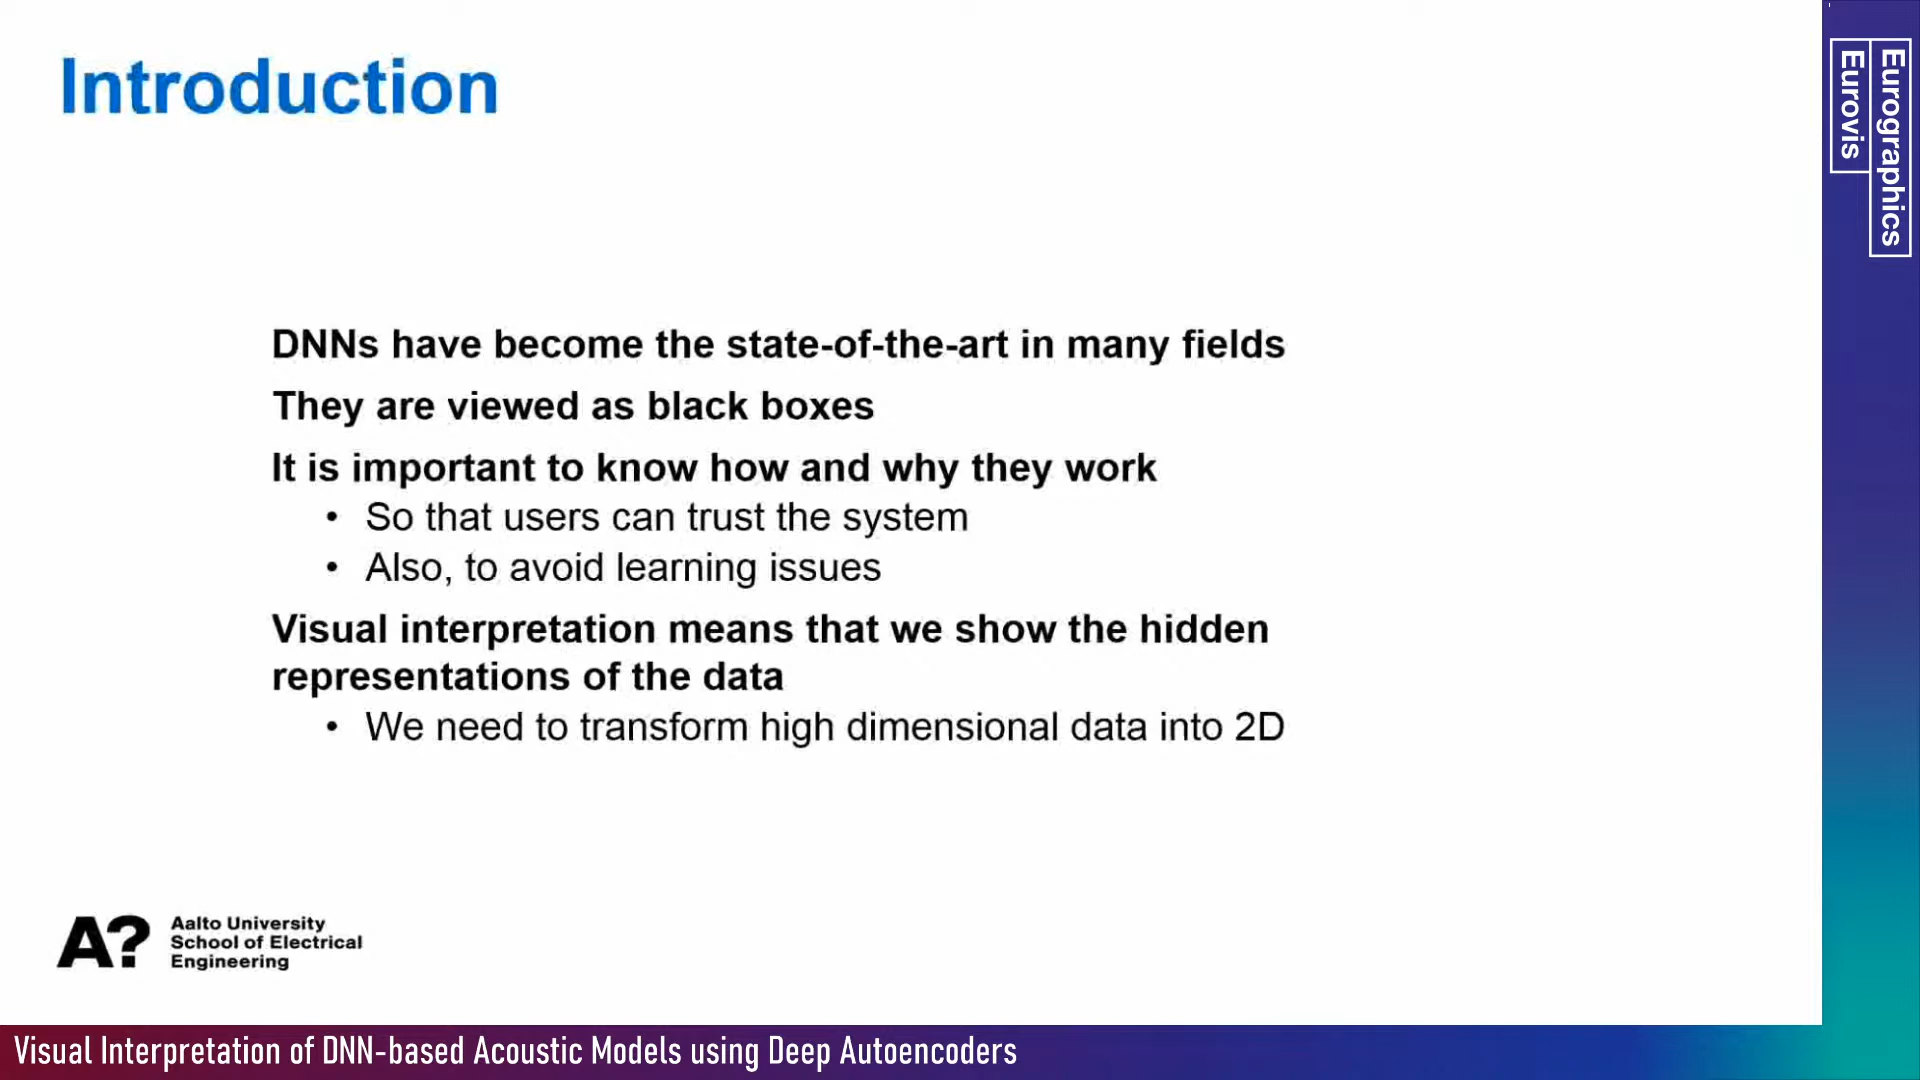 Introduction
DNNs have become the state-of-the-art in many fields
They are viewed as black boxes
It is important to know how and why they work
• So that users can trust the system
• Also, to avoid learning issues
Visual interpretation means that we show the hidden
representations of the data
• We need to transform high dimensional data into 2D
A?
Aalto University
School of Electrical
Engineering
Eurographics
Eurovis
Visual Interpretation of DNN-based Acoustic Models using Deep Autoencoders